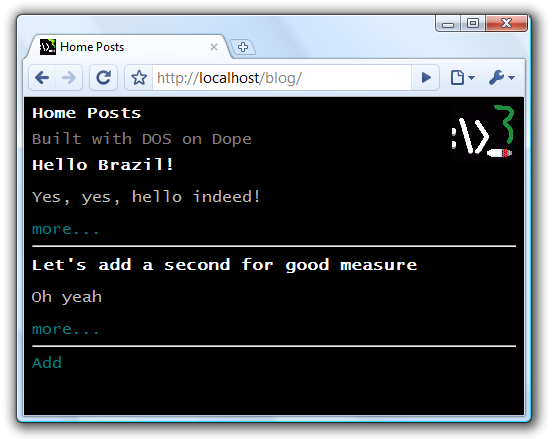 Home Posts
http://localhost/blog/
Home Posts
Built with DOS on Dope
Hello Brazil!
Yes, yes, hello indeed!
more...
Let's add a second for good measure
Oh yeah
more...
Add
:\>